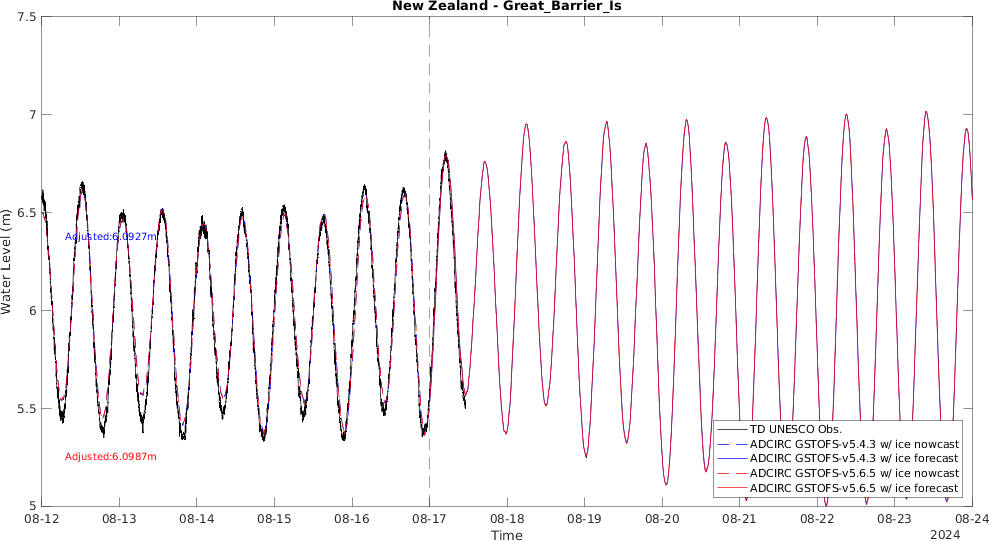 New Zealand - Great_Barrier_Is
7.5
7
6.5
6
5.5
5
Water Level (m)
Adjusted:6.0927m
Adjusted:6.0987m
TD UNESCO Obs.
ADCIRC GSTOFS-v5.4.3 w/ ice nowcast
ADCIRC GSTOFS-v5.4.3 w/ ice forecast
ADCIRC GSTOFS-v5.6.5 w/ ice nowcast
ADCIRC GSTOFS-v5.6.5 w/ ice forecast
08-12 08-13 08-14 08-15 08-16 08-17 08-18 08-19 08-20 08-21 08-22 08-23 08-24
Time
2024